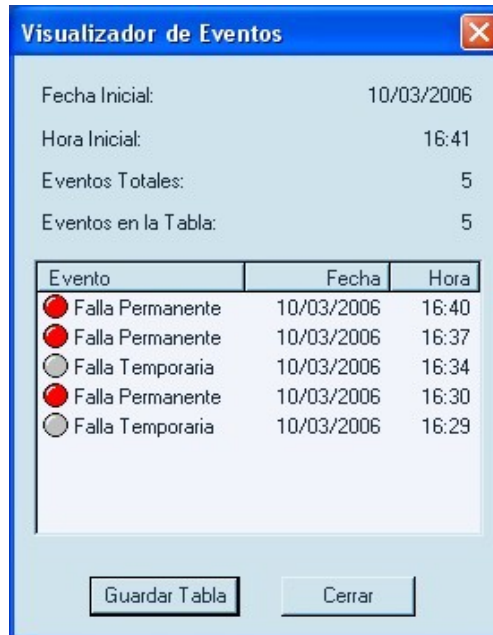 Visualizador de Eventos
Fecha Inicial: 10/03/2006
Hora Inicial: 16:41
Eventos Totales: 5
Eventos en la Tabla: 5
Evento Fecha Hora
Falla Permanente 10/03/2006 16:40
Falla Permanente 10/03/2006 16:37
Falla Temporaria 10/03/2006 16:34
Falla Permanente 10/03/2006 16:30
Falla Temporaria 10/03/2006 16:29
Guardar Tabla Cerrar